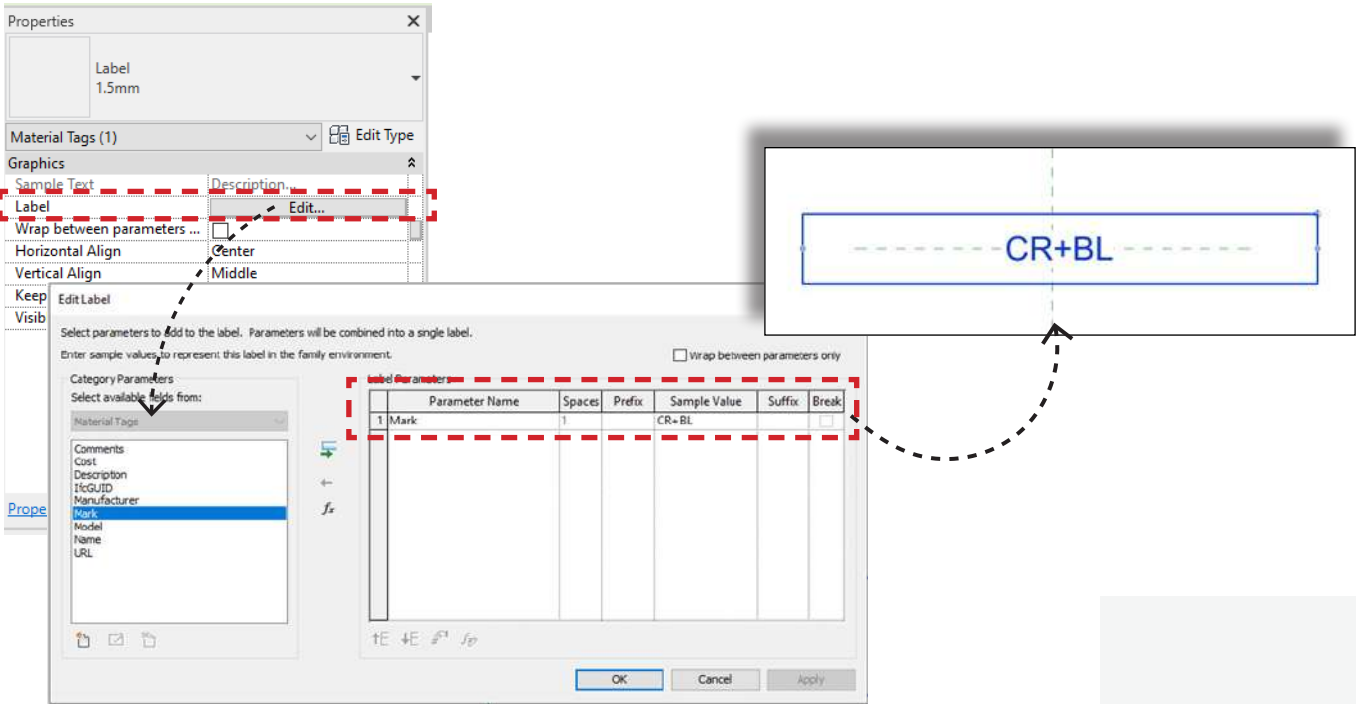 Properties
Label
1.5mm
Material Tags (1)
Edit Type
Graphics
Sample Text Description...
Label Edit...
Wrap between parameters ...
Horizontal Align Center
Vertical Align Middle
Keep
Visib
Prope
Edit Label
Select parameters to add to the label. Parameters will be combined into a single label.
Enter sample values to represent this label in the family environment.
Wrap between parameters only
Category Parameters
Select available fields from:
Material Tags
Comments
Cost
Description
IfcGUID
Manufacturer
Mark
Model
Name
URL
Label Parameters
Parameter Name Spaces Prefix Sample Value Suffix Break
1 Mark 1 CR+BL
OK Cancel Apply
CR+BL